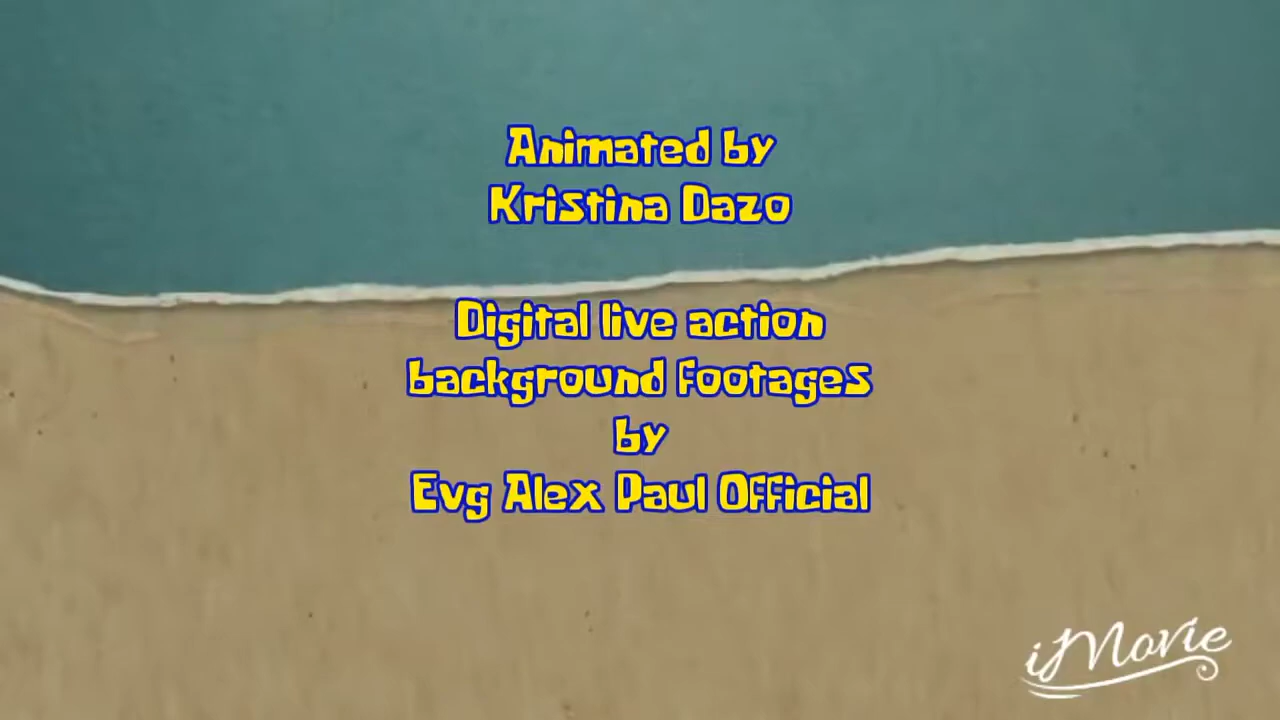 Animated by
Kristina Dazo
Digital live action
background footages
by
Evg Alex Paul Official
iMovie